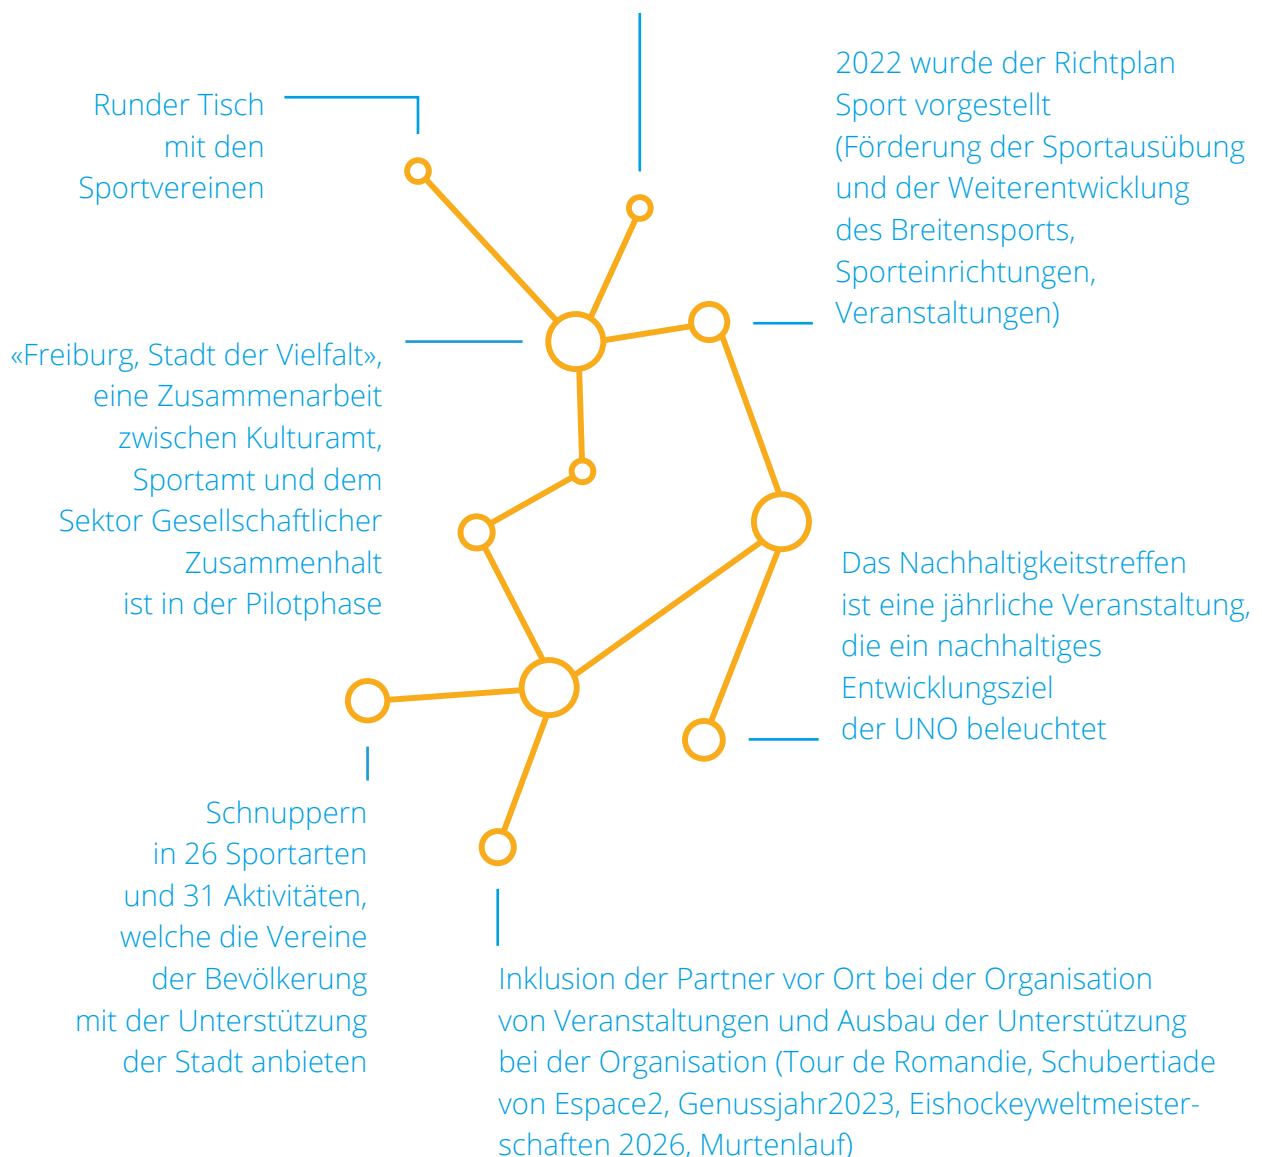 Runder Tisch
mit den
Sportvereinen
2022 wurde der Richtplan
Sport vorgestellt
(Förderung der Sportausübung
und der Weiterentwicklung
des Breitensports,
Sporteinrichtungen,
Veranstaltungen)
«Freiburg, Stadt der Vielfalt»,
eine Zusammenarbeit
zwischen Kulturamt,
Sportamt und dem
Sektor Gesellschaftlicher
Zusammenhalt
ist in der Pilotphase
Das Nachhaltigkeitstreffen
ist eine jährliche Veranstaltung,
die ein nachhaltiges
Entwicklungsziel
der UNO beleuchtet
Schnuppern
in 26 Sportarten
und 31 Aktivitäten,
welche die Vereine
der Bevölkerung
mit der Unterstützung
der Stadt anbieten
Inklusion der Partner vor Ort bei der Organisation
von Veranstaltungen und Ausbau der Unterstützung
bei der Organisation (Tour de Romandie, Schubertiade
von Espace2, Genussjahr2023, Eishockeyweltmeister-
schaften 2026, Murtenlauf)